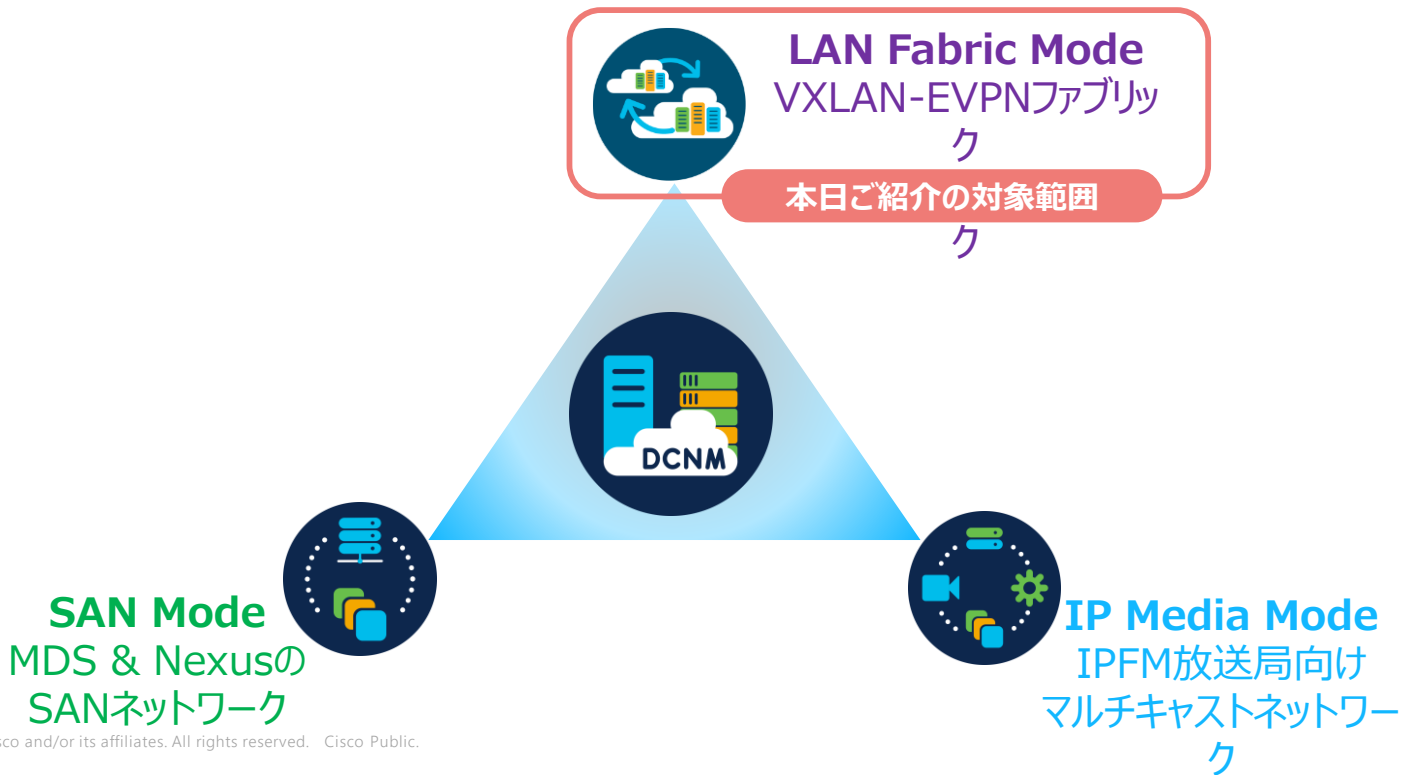 LAN Fabric Mode
VXLAN-EVPNファブリッ
ク
本日ご紹介の対象範囲
ク
DCNM
SAN Mode
MDS & Nexusの
SANネットワーク
IP Media Mode
IPFM放送局向け
マルチキャストネットワー
ク
sco and/or its affiliates. All rights reserved. Cisco Public.